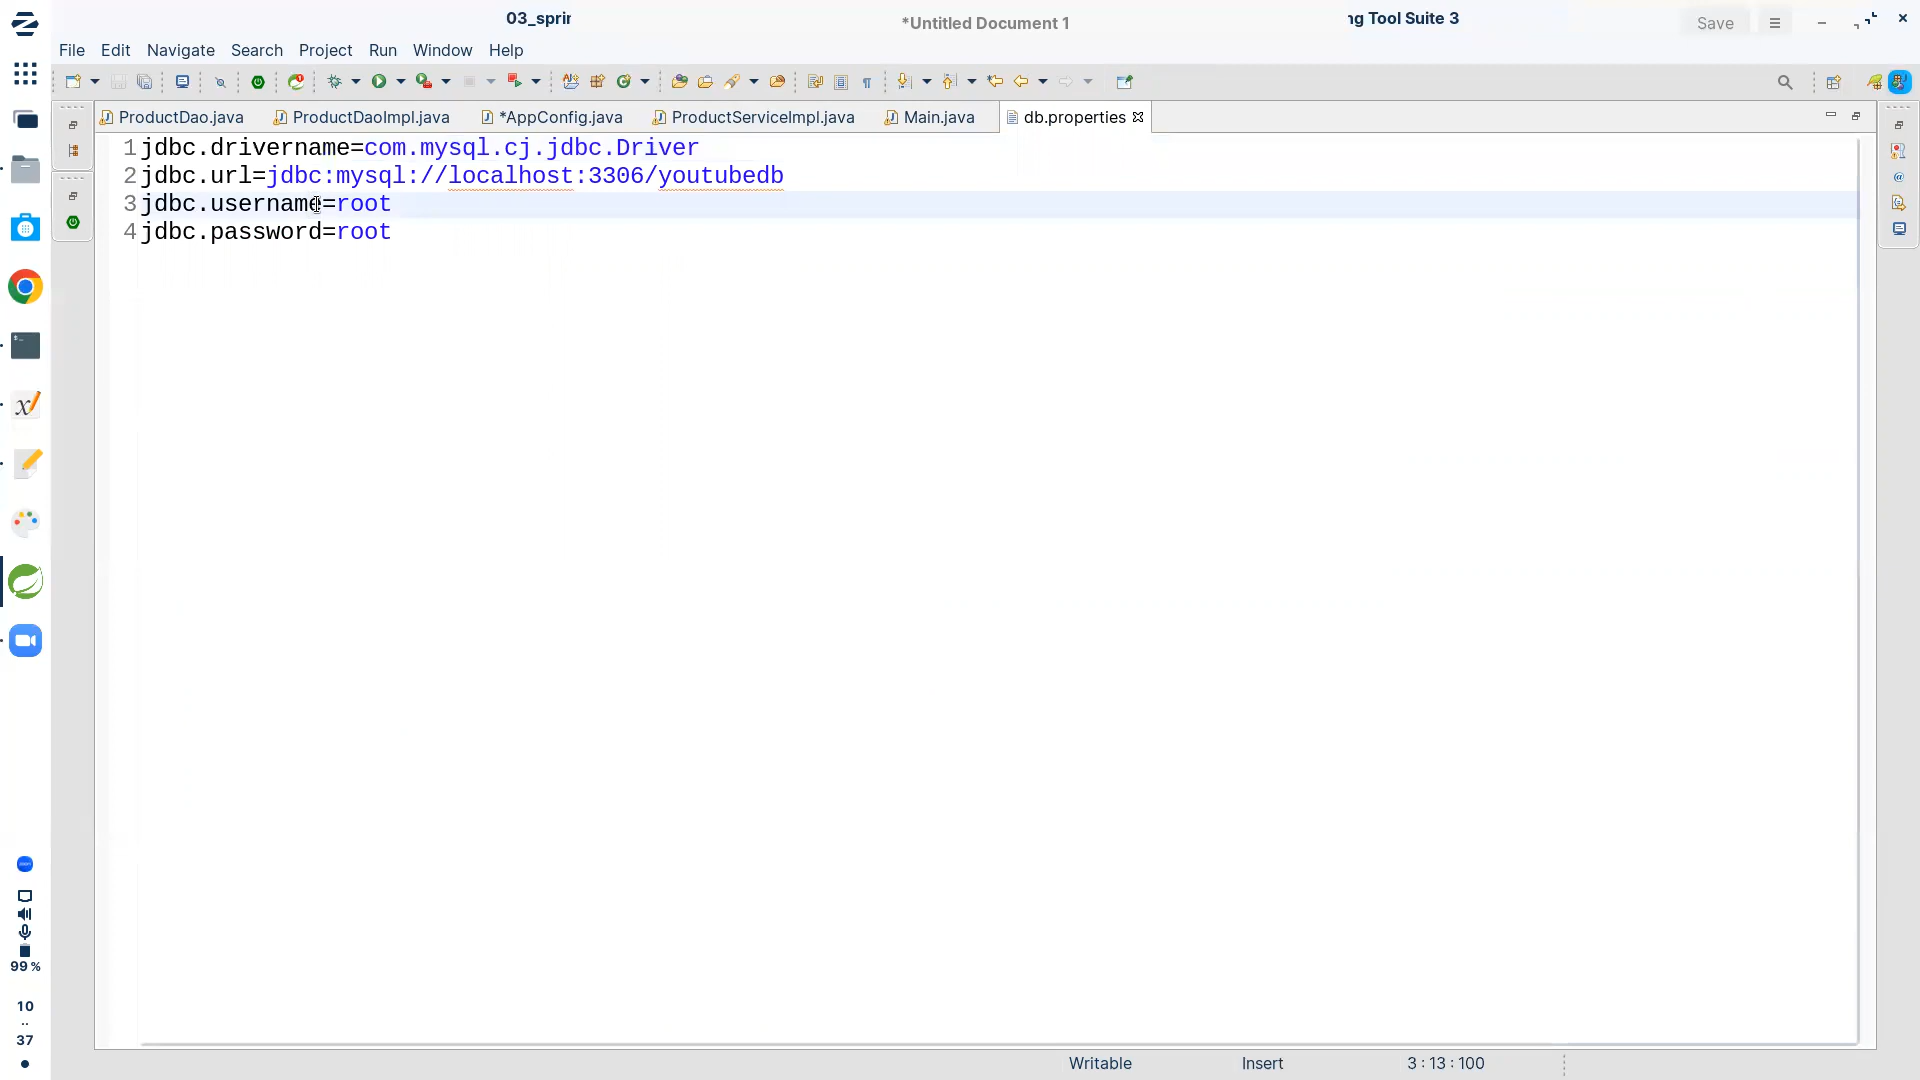 03_sprin
*Untitled Document 1
ng Tool Suite 3
Save
File Edit Navigate Search Project Run Window Help
ProductDao.java ProductDaoImpl.java *AppConfig.java ProductServiceImpl.java Main.java db.properties
1 jdbc.drivername=com.mysql.cj.jdbc.Driver
2 jdbc.url=jdbc:mysql://localhost:3306/youtubedb
3 jdbc.username=root
4 jdbc.password=root
99 %
10
..
37
Writable Insert 3 : 13 : 100